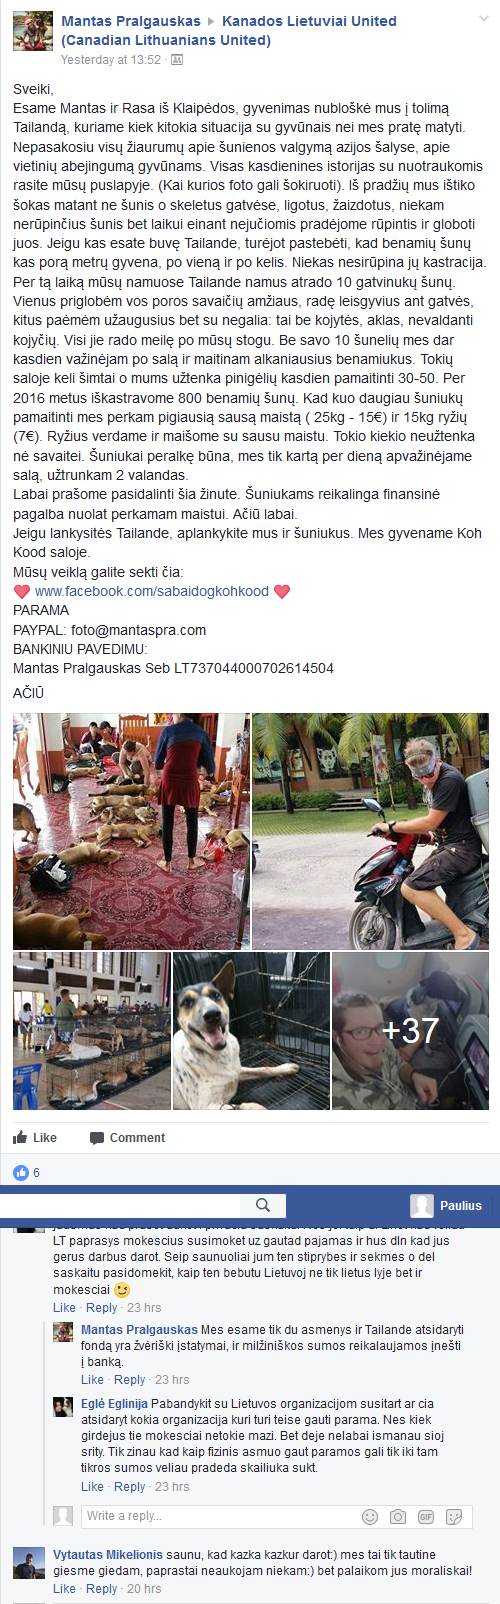 Mantas Pralgauskas ▸ Kanados Lietuviai United
(Canadian Lithuanians United)
Yesterday at 13:52 ·
Sveiki,
Esame Mantas ir Rasa iš Klaipėdos, gyvenimas nubloškė mus į tolimą
Tailandą, kuriame kiek kitokia situacija su gyvūnais nei mes pratę matyti.
Nepasakosiu visų žiaurumų apie šunienos valgymą azijos šalyse, apie
vietinių abejingumą gyvūnams. Visas kasdienines istorijas su nuotraukomis
rasite mūsų puslapyje. (Kai kurios foto gali šokiruoti). Iš pradžių mus ištiko
šokas matant ne šunis o skeletus gatvėse, ligotus, žaizdotus, niekam
nerūpinčius šunis bet laikui einant nejučiomis pradėjome rūpintis ir globoti
juos. Jeigu kas esate buvę Tailande, turėjot pastebėti, kad benamių šunų
kas porą metrų gyvena, po vieną ir po kelis. Niekas nesirūpina jų kastracija.
Per tą laiką mūsų namuose Tailande namus atrado 10 gatvinukų šunų.
Vienus priglobėm vos poros savaičių amžiaus, radę leisgyvius ant gatvės,
kitus paėmėm užaugusius bet su negalia: tai be kojytės, aklas, nevaldanti
kojyčių. Visi jie rado meilę po mūsų stogu. Be savo 10 šunelių mes dar
kasdien važinėjam po salą ir maitinam alkaniausius benamiukus. Tokių
saloje keli šimtai o mums užtenka pinigėlių kasdien pamaitinti 30-50. Per
2016 metus iškastravome 800 benamių šunų. Kad kuo daugiau šuniukų
pamaitinti mes perkam pigiausią sausą maistą ( 25kg - 15€) ir 15kg ryžių
(7€). Ryžius verdame ir maišome su sausu maistu. Tokio kiekio neužtenka
nė savaitei. Šuniukai peralkę būna, mes tik kartą per dieną apvažinėjame
salą, užtrunkam 2 valandas.
Labai prašome pasidalinti šia žinute. Šuniukams reikalinga finansinė
pagalba nuolat perkamam maistui. Ačiū labai.
Jeigu lankysitės Tailande, aplankykite mus ir šuniukus. Mes gyvename Koh
Kood saloje.
Mūsų veiklą galite sekti čia:
❤ www.facebook.com/sabaidogkohkood ❤
PARAMA
PAYPAL: foto@mantaspra.com
BANKINIU PAVEDIMU:
Mantas Pralgauskas Seb LT737044000702614504
AČIŪ
+37
Like Comment
6
Paulius
LT paprasys mokescius susimoket uz gautad pajamas ir hus dln kad jus
gerus darbus darot. Seip saunuoliai jum ten stiprybes ir sekmes o del
saskaitu pasidomekit, kaip ten bebutu Lietuvoj ne tik lietus lyje bet ir
mokesciai 😉
Like · Reply · 23 hrs
Mantas Pralgauskas Mes esame tik du asmenys ir Tailande atsidaryti
fondą yra žvėriški įstatymai, ir milžiniškos sumos reikalaujamos įnešti
į banką.
Like · Reply · 23 hrs
Eglė Eglinija Pabandykit su Lietuvos organizacijom susitart ar cia
atsidaryt kokia organizacija kuri turi teise gauti parama. Nes kiek
girdejus tie mokesciai netokie mazi. Bet deje nelabai ismanau sioj
srity. Tik zinau kad kaip fizinis asmuo gaut paramos gali tik iki tam
tikros sumos veliau pradeda skailiuka sukt.
Like · Reply · 23 hrs
Write a reply...
GIF
Vytautas Mikelionis saunu, kad kazka kazkur darot:) mes tai tik tautine
giesme giedam, paprastai neaukojam niekam:) bet palaikom jus moraliskai!
Like · Reply · 20 hrs